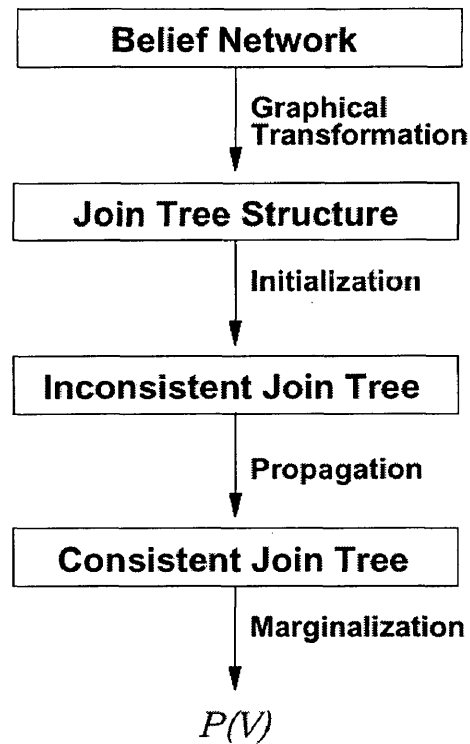 Belief Network
Graphical
Transformation
Join Tree Structure
Initialization
Inconsistent Join Tree
Propagation
Consistent Join Tree
Marginalization
P(V)